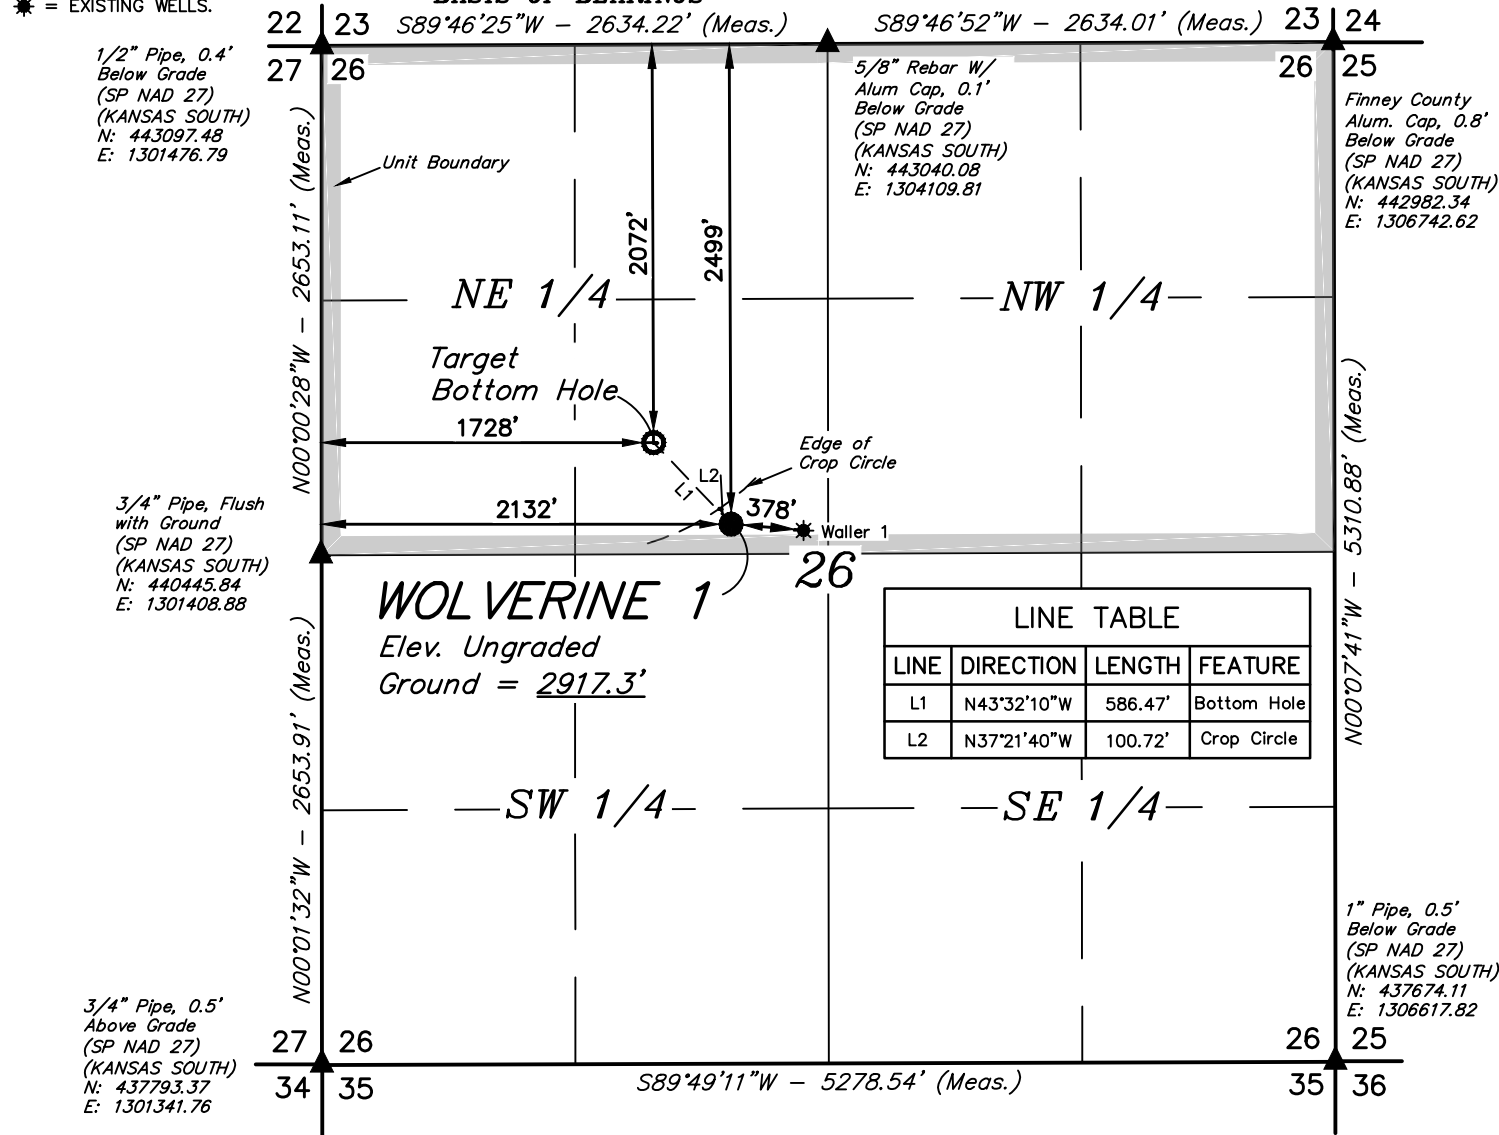 = EXISTING WELLS.
BASIS OF BEARINGS
22 23
S89°46'25"W - 2634.22' (Meas.)
S89°46'52"W - 2634.01' (Meas.)
23 24
27 26
26 25
1/2" Pipe, 0.4'
Below Grade
(SP NAD 27)
(KANSAS SOUTH)
N: 443097.48
E: 1301476.79
5/8" Rebar W/
Alum Cap, 0.1'
Below Grade
(SP NAD 27)
(KANSAS SOUTH)
N: 443040.08
E: 1304109.81
Finney County
Alum. Cap, 0.8'
Below Grade
(SP NAD 27)
(KANSAS SOUTH)
N: 442982.34
E: 1306742.62
Unit Boundary
N00°00'28"W - 2653.11' (Meas.)
2072'
2499'
NE 1/4
NW 1/4
Target
Bottom Hole
1728'
Edge of
Crop Circle
L2
L1
2132'
378'
Waller 1
26
N00°07'41"W - 5310.88' (Meas.)
3/4" Pipe, Flush
with Ground
(SP NAD 27)
(KANSAS SOUTH)
N: 440445.84
E: 1301408.88
WOLVERINE 1
Elev. Ungraded
Ground = 2917.3'
LINE TABLE
LINE DIRECTION LENGTH FEATURE
L1 N43°32'10"W 586.47' Bottom Hole
L2 N37°21'40"W 100.72' Crop Circle
N00°01'32"W - 2653.91' (Meas.)
SW 1/4
SE 1/4
1" Pipe, 0.5'
Below Grade
(SP NAD 27)
(KANSAS SOUTH)
N: 437674.11
E: 1306617.82
3/4" Pipe, 0.5'
Above Grade
(SP NAD 27)
(KANSAS SOUTH)
N: 437793.37
E: 1301341.76
27 26
26 25
34 35
S89°49'11"W - 5278.54' (Meas.)
35 36